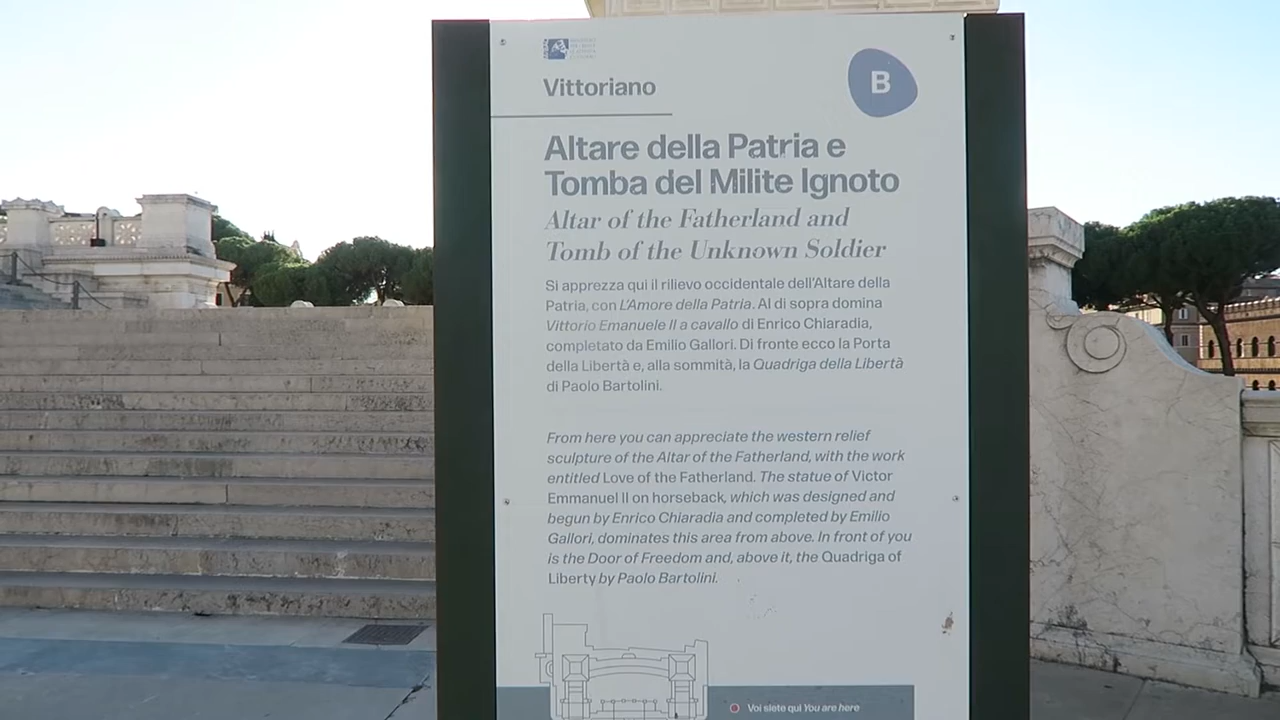 Vittoriano
B
Altare della Patria e
Tomba del Milite Ignoto
Altar of the Fatherland and
Tomb of the Unknown Soldier
Si apprezza qui il rilievo occidentale dell'Altare della
Patria, con L'Amore della Patria. Al di sopra domina
Vittorio Emanuele II a cavallo di Enrico Chiaradia,
completato da Emilio Gallori. Di fronte ecco la Porta
della Libertà e, alla sommità, la Quadriga della Libertà
di Paolo Bartolini.
From here you can appreciate the western relief
sculpture of the Altar of the Fatherland, with the work
entitled Love of the Fatherland. The statue of Victor
Emmanuel II on horseback, which was designed and
begun by Enrico Chiaradia and completed by Emilio
Gallori, dominates this area from above. In front of you
is the Door of Freedom and, above it, the Quadriga of
Liberty by Paolo Bartolini.
Voi siete qui You are here